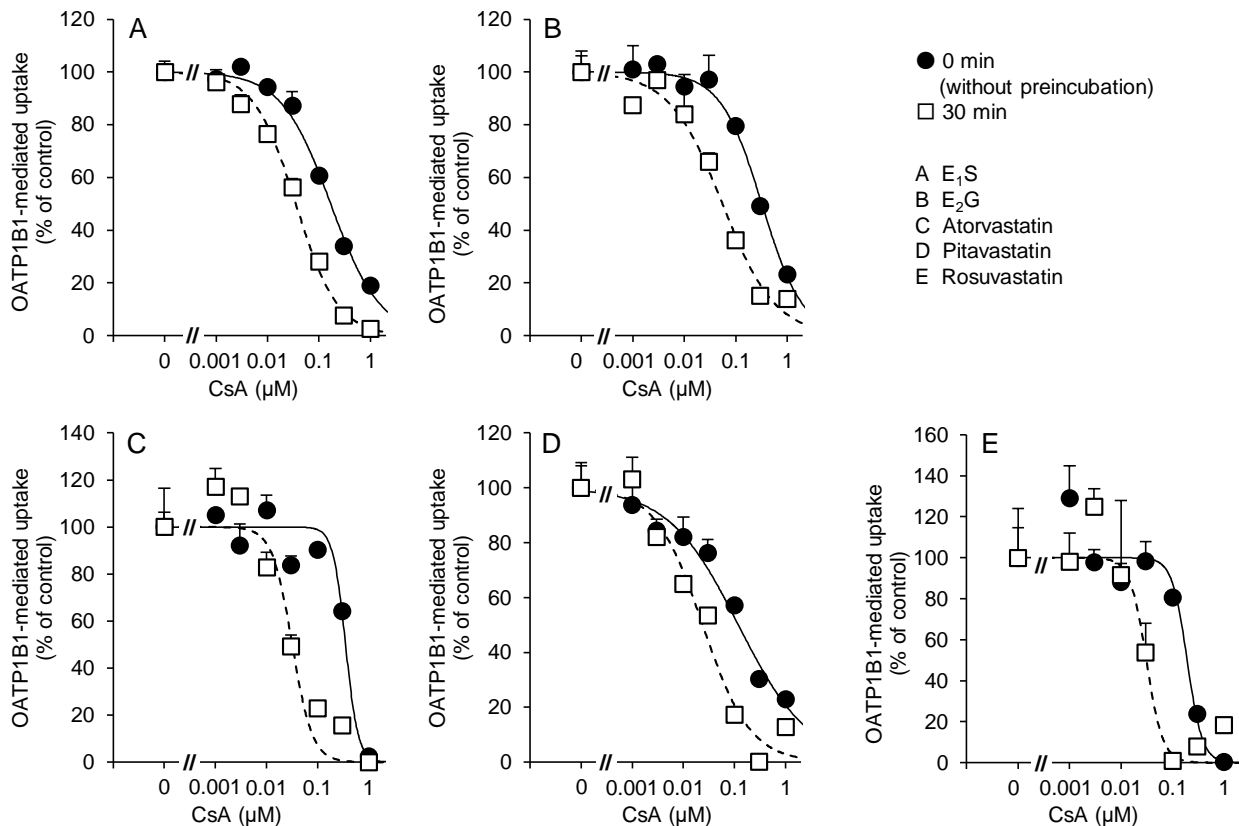 A
OATP1B1-mediated uptake
(% of control)
120
100
80
60
40
20
0
//
0 0.001 0.01 0.1 1
CsA (µM)
B
OATP1B1-mediated uptake
(% of control)
120
100
80
60
40
20
0
//
0 0.001 0.01 0.1 1
CsA (µM)
0 min
(without preincubation)
30 min
A E₁S
B E₂G
C Atorvastatin
D Pitavastatin
E Rosuvastatin
C
OATP1B1-mediated uptake
(% of control)
140
120
100
80
60
40
20
0
//
//
0 0.001 0.01 0.1 1
CsA (µM)
D
OATP1B1-mediated uptake
(% of control)
120
100
80
60
40
20
0
//
//
0 0.001 0.01 0.1 1
CsA (µM)
E
OATP1B1-mediated uptake
(% of control)
160
140
120
100
80
60
40
20
0
//
//
0 0.001 0.01 0.1 1
CsA (µM)